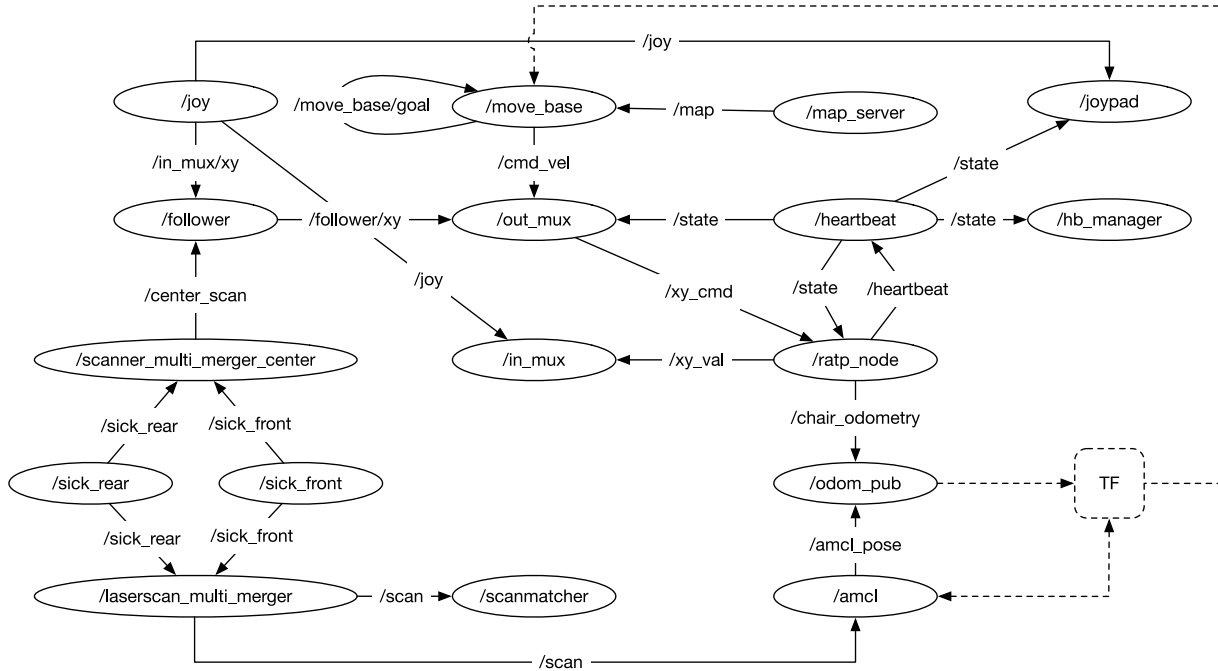 /joy
/joy
/move_base/goal
/move_base
/map
/map_server
/joypad
/in_mux/xy
/cmd_vel
/state
/follower
/follower/xy
/out_mux
/state
/heartbeat
/state
/hb_manager
/center_scan
/joy
/xy_cmd
/state
/heartbeat
/scanner_multi_merger_center
/in_mux
/xy_val
/ratp_node
/sick_rear
/sick_front
/chair_odometry
/sick_rear
/sick_front
/odom_pub
TF
/sick_rear
/sick_front
/amcl_pose
/laserscan_multi_merger
/scan
/scanmatcher
/amcl
/scan